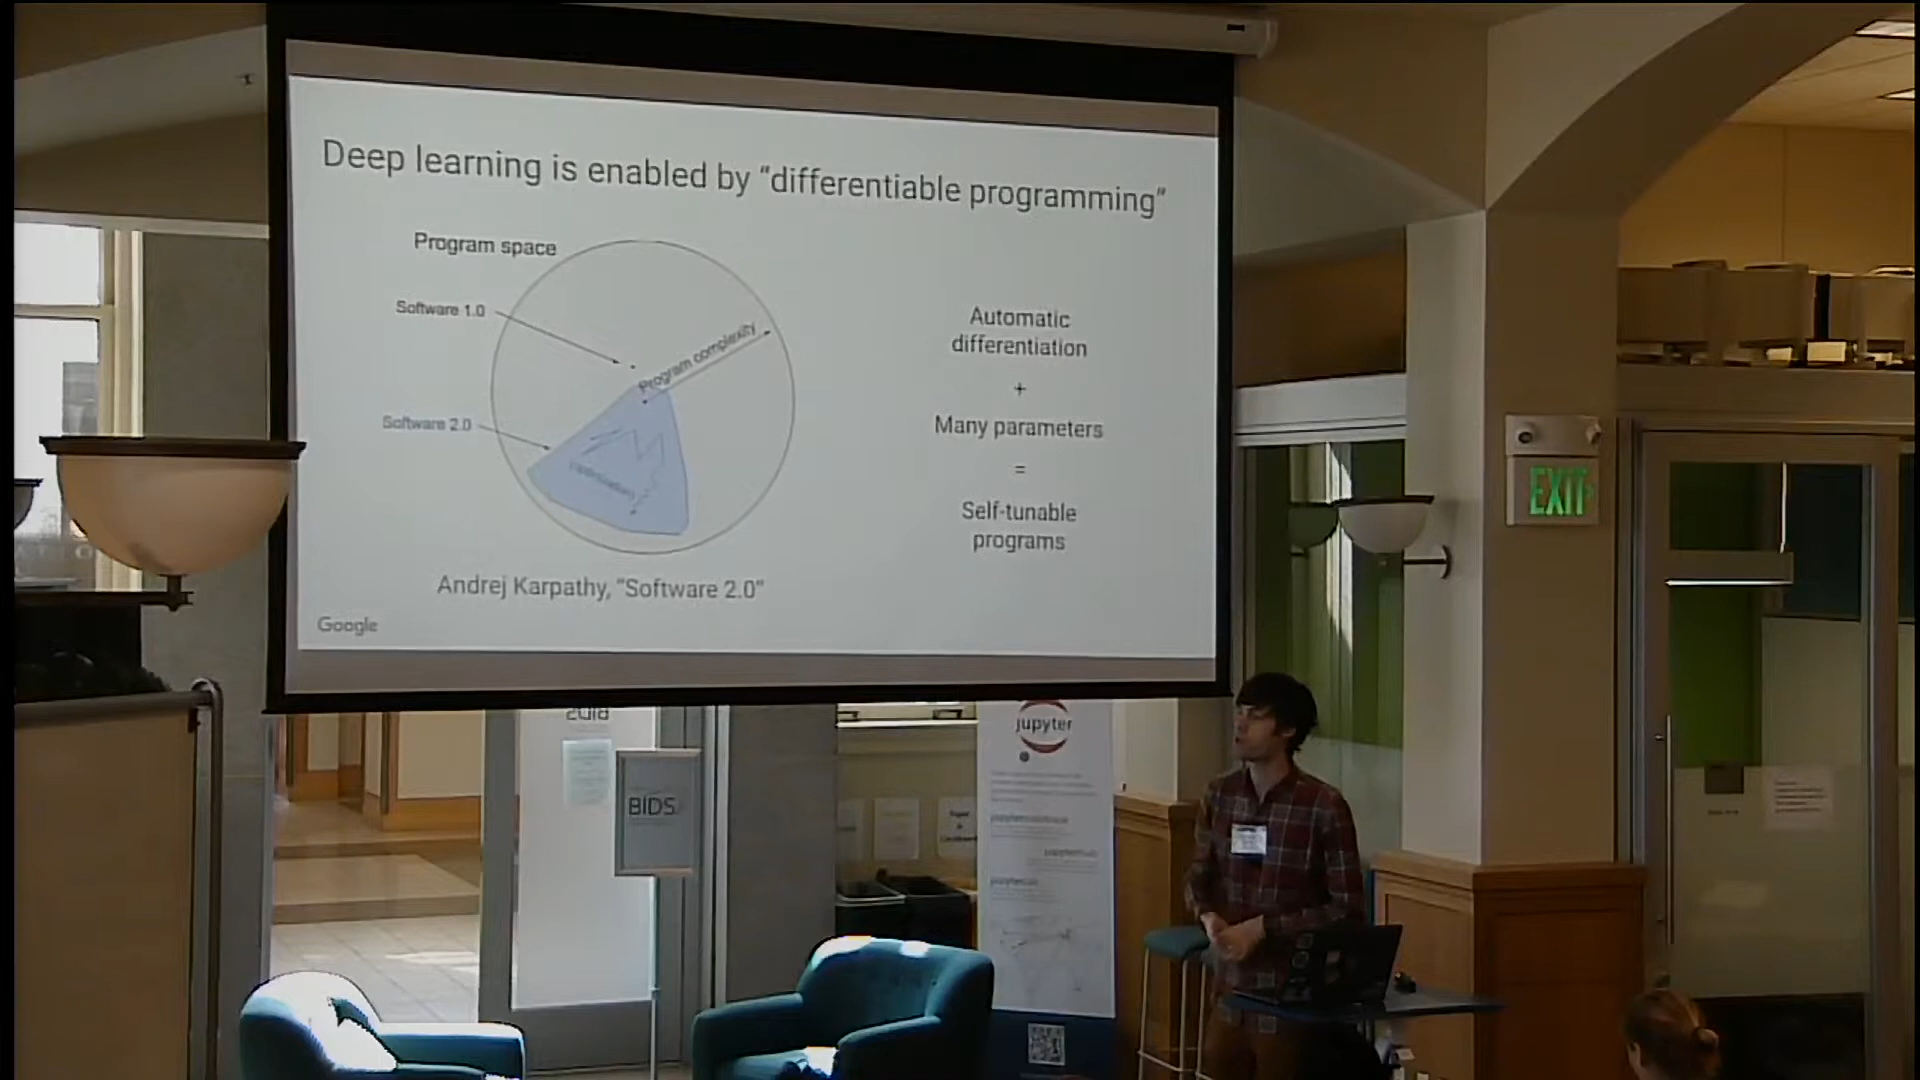 Deep learning is enabled by “differentiable programming”
Program space
Software 1.0
Program complexity
Software 2.0
Optimization
Andrej Karpathy, “Software 2.0”
Google
Automatic
differentiation
+
Many parameters
=
Self-tunable
programs
EXIT
BIDS
jupyter